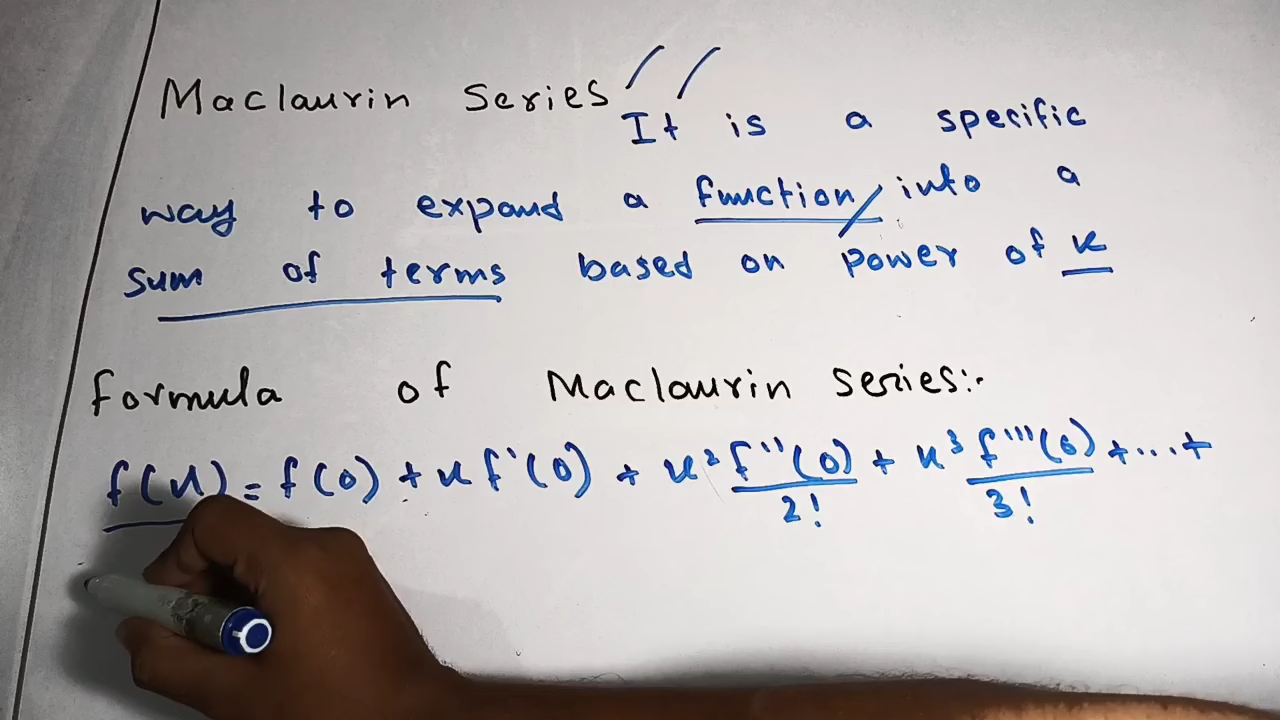 Maclaurin Series
It is a specific
way to expand a function into a
sum of terms based on power of x
formula of Maclaurin series:-
f(x) = f(0) + x f'(0) + x² f''(0)/2! + x³ f'''(0)/3! + ... +